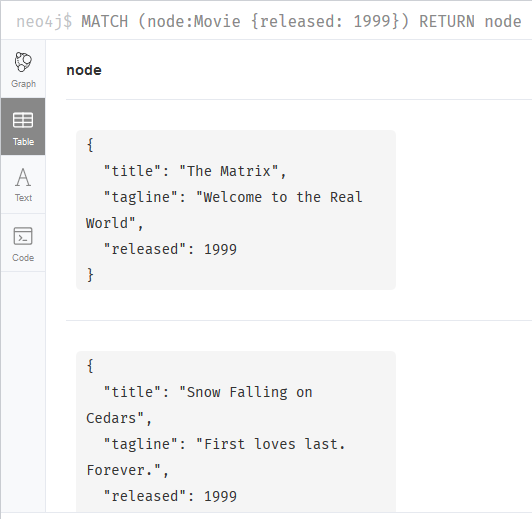 neo4j$ MATCH (node:Movie {released: 1999}) RETURN node
Graph
Table
Text
Code
node
{
  "title": "The Matrix",
  "tagline": "Welcome to the Real
World",
  "released": 1999
}
{
  "title": "Snow Falling on
Cedars",
  "tagline": "First loves last.
Forever.",
  "released": 1999